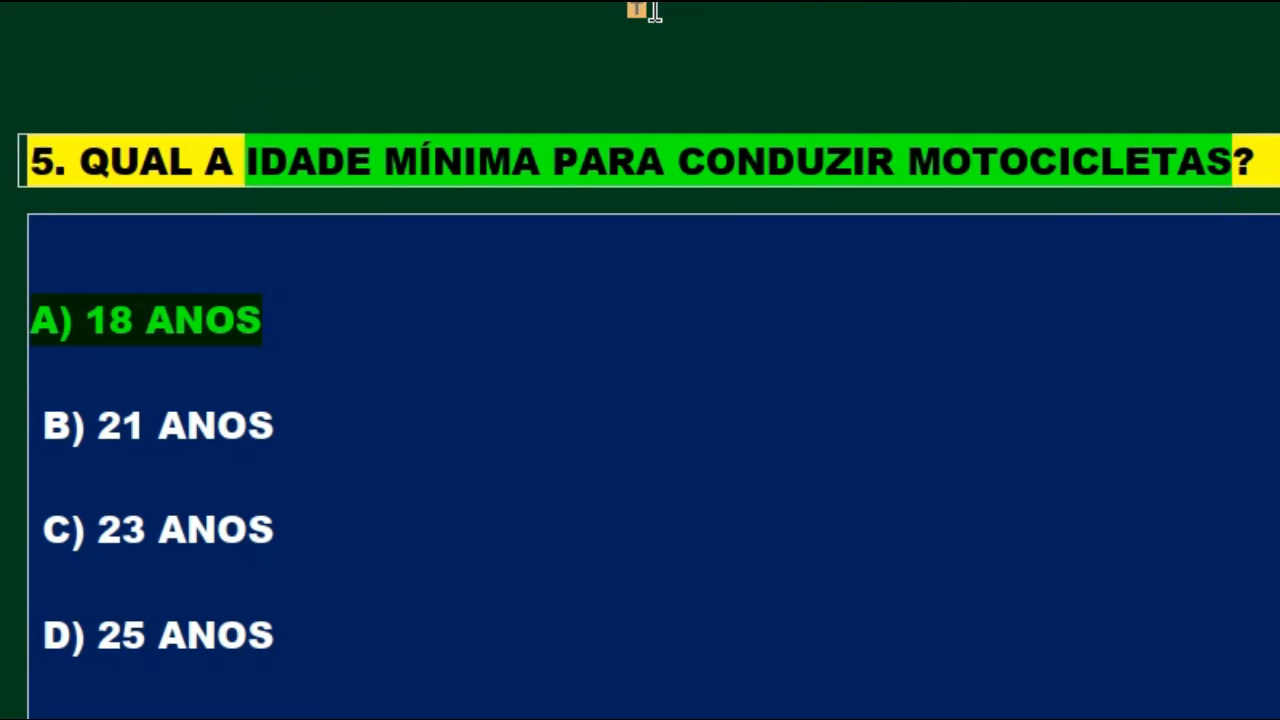 5. QUAL A IDADE MÍNIMA PARA CONDUZIR MOTOCICLETAS?
A) 18 ANOS
B) 21 ANOS
C) 23 ANOS
D) 25 ANOS